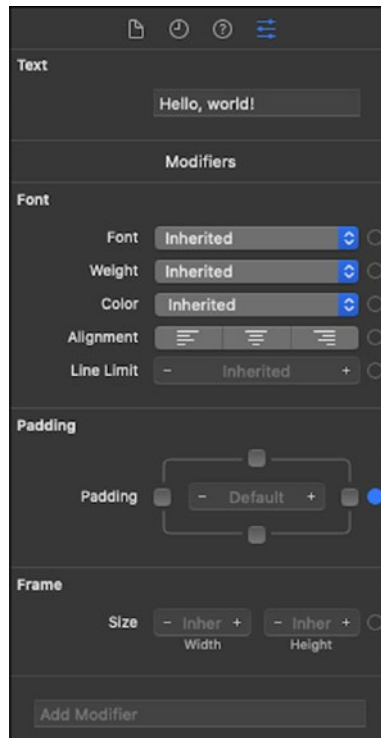 Text
Hello, world!
Modifiers
Font
Font Inherited
Weight Inherited
Color Inherited
Alignment
Line Limit - Inherited +
Padding
Padding - Default +
Frame
Size - Inher + - Inher +
Width Height
Add Modifier